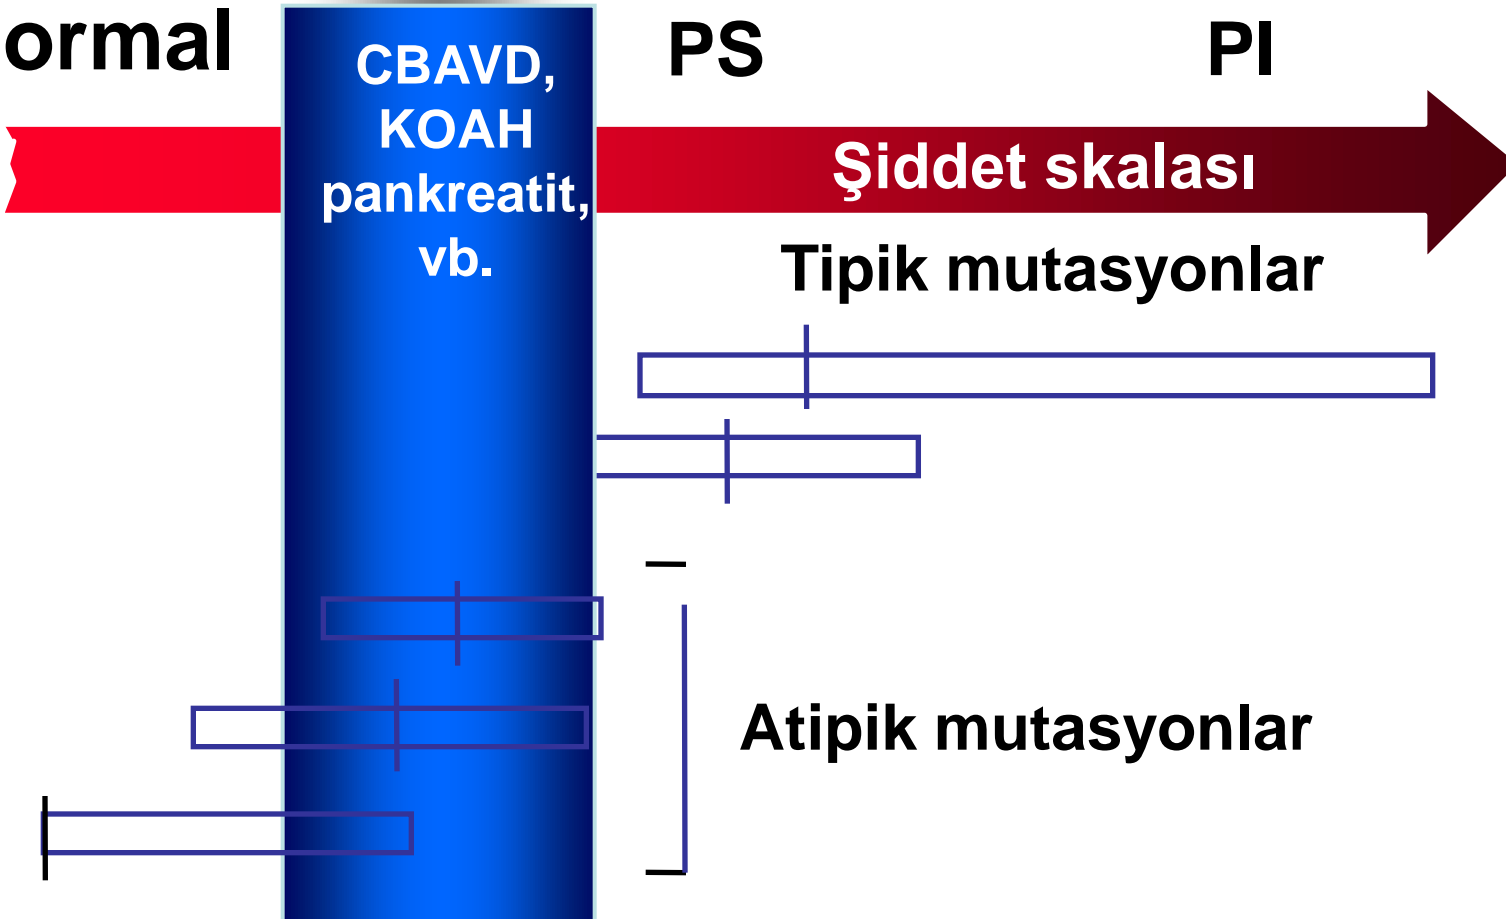 ormal
CBAVD,
KOAH
pankreatit,
vb.
PS
PI
Şiddet skalası
Tipik mutasyonlar
Atipik mutasyonlar